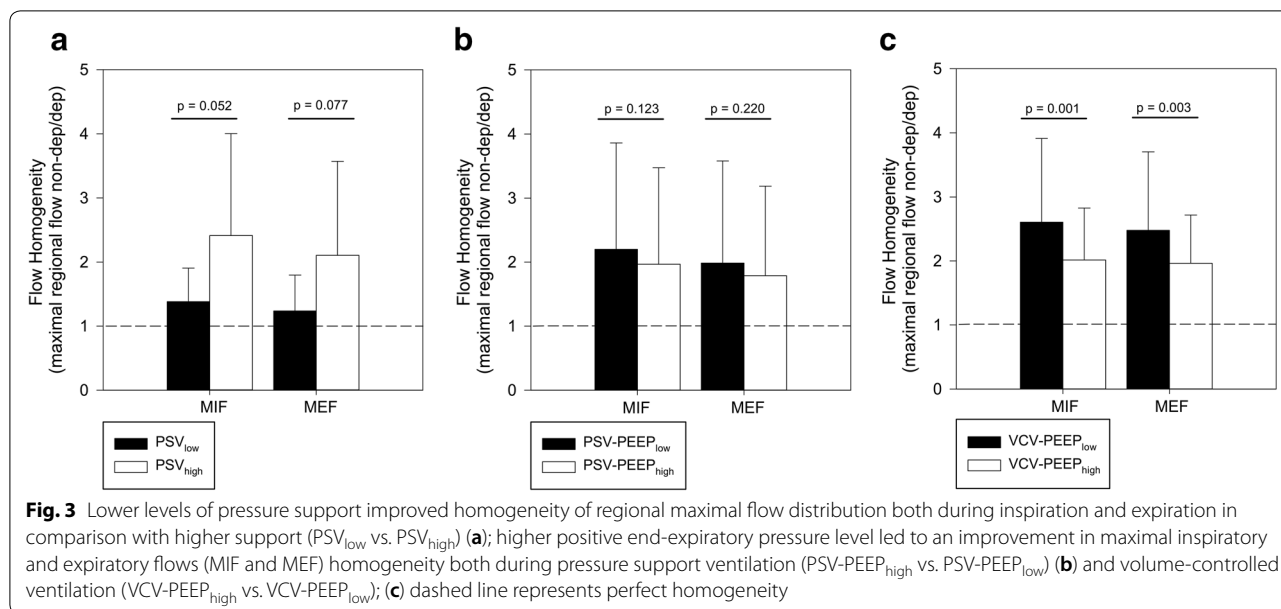 a
5
4
3
2
1
0
Flow Homogeneity
(maximal regional flow non-dep/dep)
p = 0.052
p = 0.077
MIF
MEF
PSVlow
PSVhigh
b
5
4
3
2
1
0
Flow Homogeneity
(maximal regional flow non-dep/dep)
p = 0.123
p = 0.220
MIF
MEF
PSV-PEEPlow
PSV-PEEPhigh
c
5
4
3
2
1
0
Flow Homogeneity
(maximal regional flow non-dep/dep)
p = 0.001
p = 0.003
MIF
MEF
VCV-PEEPlow
VCV-PEEPhigh
Fig. 3 Lower levels of pressure support improved homogeneity of regional maximal flow distribution both during inspiration and expiration in
comparison with higher support (PSVlow vs. PSVhigh) (a); higher positive end-expiratory pressure level led to an improvement in maximal inspiratory
and expiratory flows (MIF and MEF) homogeneity both during pressure support ventilation (PSV-PEEPhigh vs. PSV-PEEPlow) (b) and volume-controlled
ventilation (VCV-PEEPhigh vs. VCV-PEEPlow); (c) dashed line represents perfect homogeneity